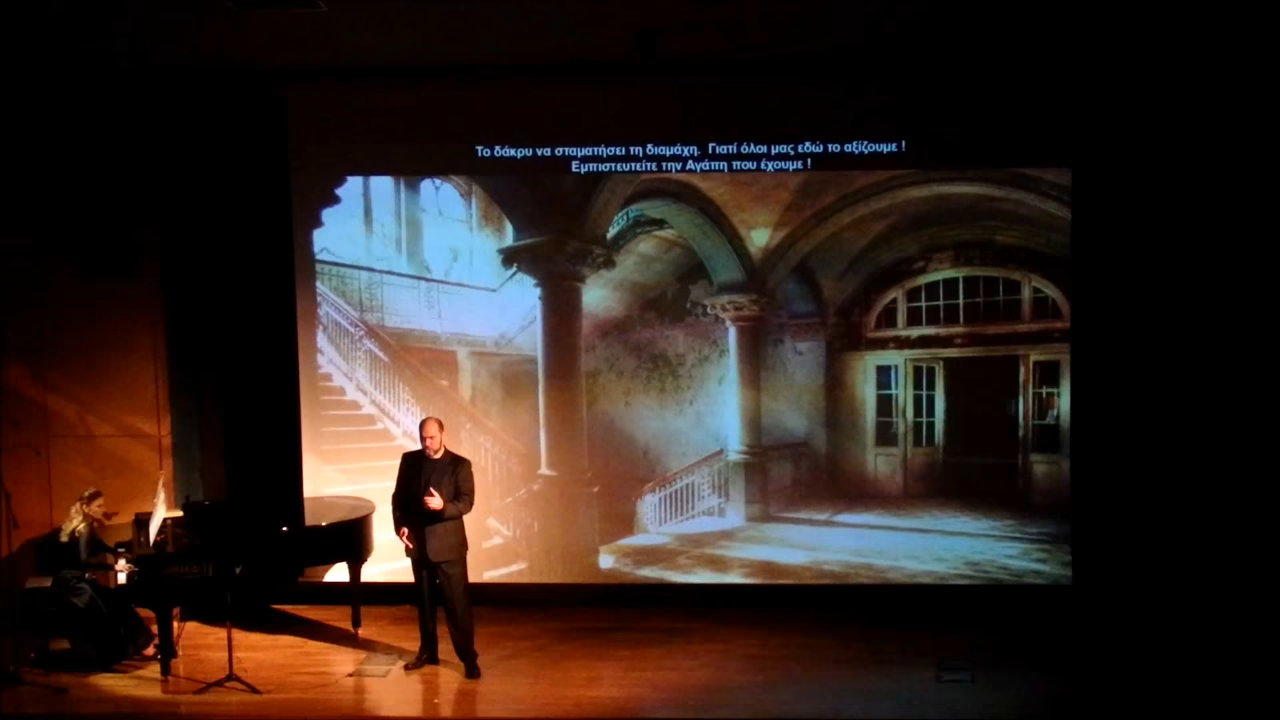 Το δάκρυ να σταματήσει τη διαμάχη. Γιατί όλοι μας εδώ το αξίζουμε !
Εμπιστευτείτε την Αγάπη που έχουμε !